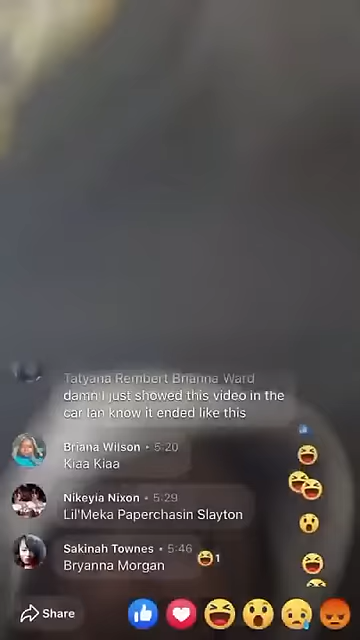 Tatyana Rembert Brianna Ward
damn I just showed this video in the
car Ian know it ended like this
Briana Wilson • 5:20
Kiaa Kiaa
Nikeyia Nixon • 5:29
Lil'Meka Paperchasin Slayton
Sakinah Townes • 5:46
Bryanna Morgan
1
Share